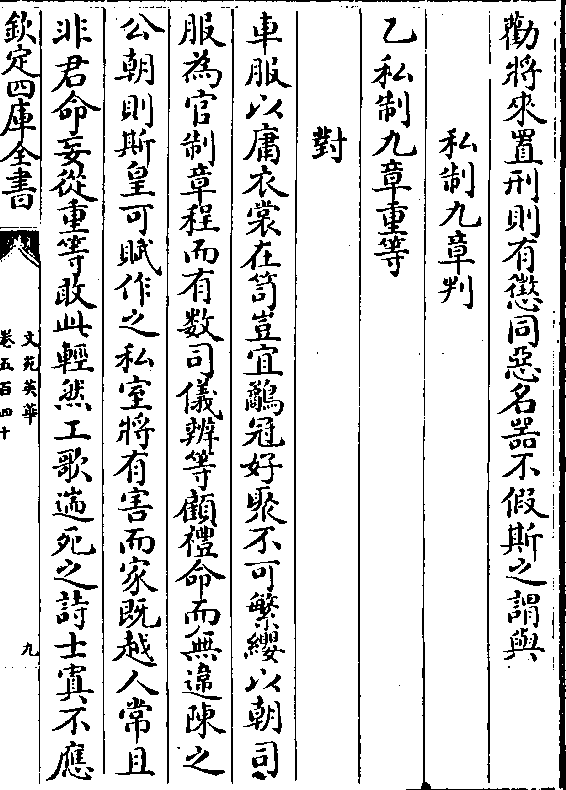 勸將來置刑則有懲同惡名器不假斯之謂與
私制九章判
乙私制九章重等
對
車服以庸衣裳在笥豈宜鷸冠好聚不可繁纓以朝司
服為官制章程而有數司儀辨等顧禮命而無違陳之
公朝則斯皇可賦作之私室將有害而家既越人常且
非君命妄從重等敢此輕然工歌遄死之詩士寘不應
欽定四庫全書
文苑英華
卷五百四十
九